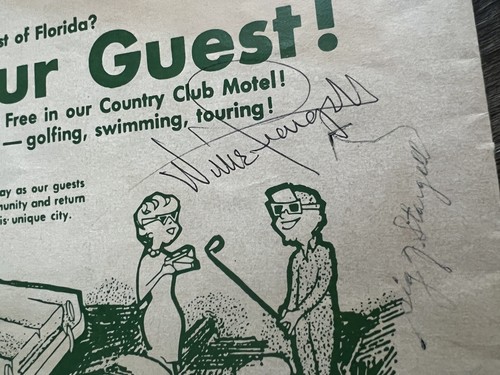 st of Florida?
ur Guest!
Free in our Country Club Motel!
— golfing, swimming, touring!
Willie Stargell
ay as our guests
munity and return
is unique city.
Stargell